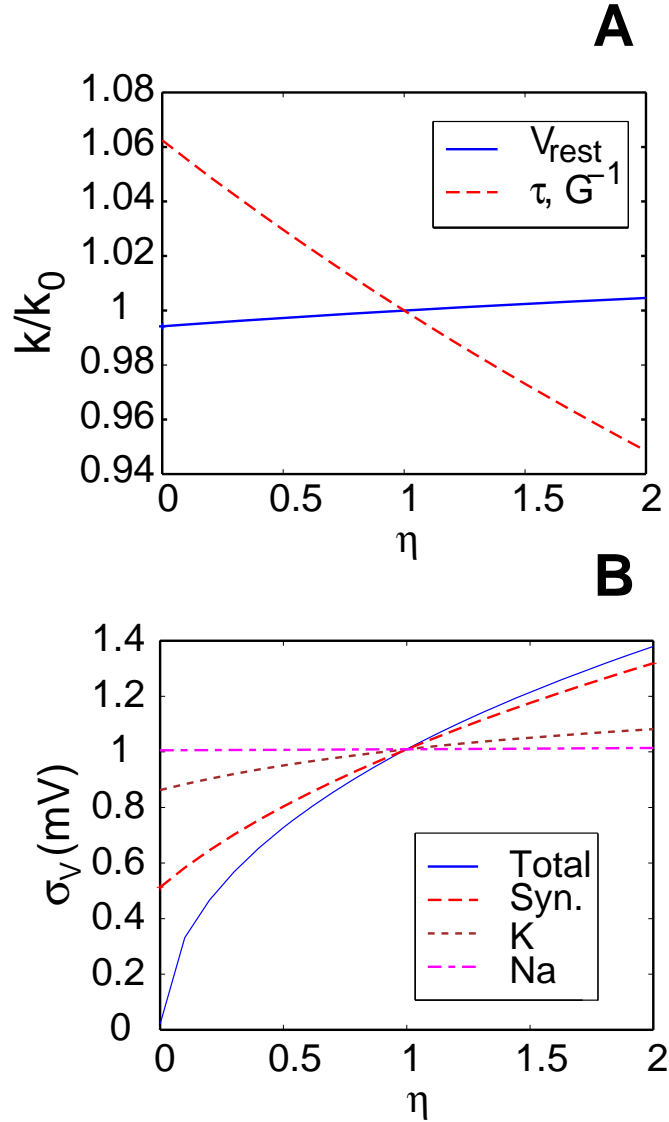 A
1.08
1.06
1.04
1.02
1
0.98
0.96
0.94
k/k₀
V_rest
τ, G⁻¹
0 0.5 1 1.5 2
η
B
1.4
1.2
1
0.8
0.6
0.4
0.2
0
σ_V (mV)
Total
Syn.
K
Na
0 0.5 1 1.5 2
η